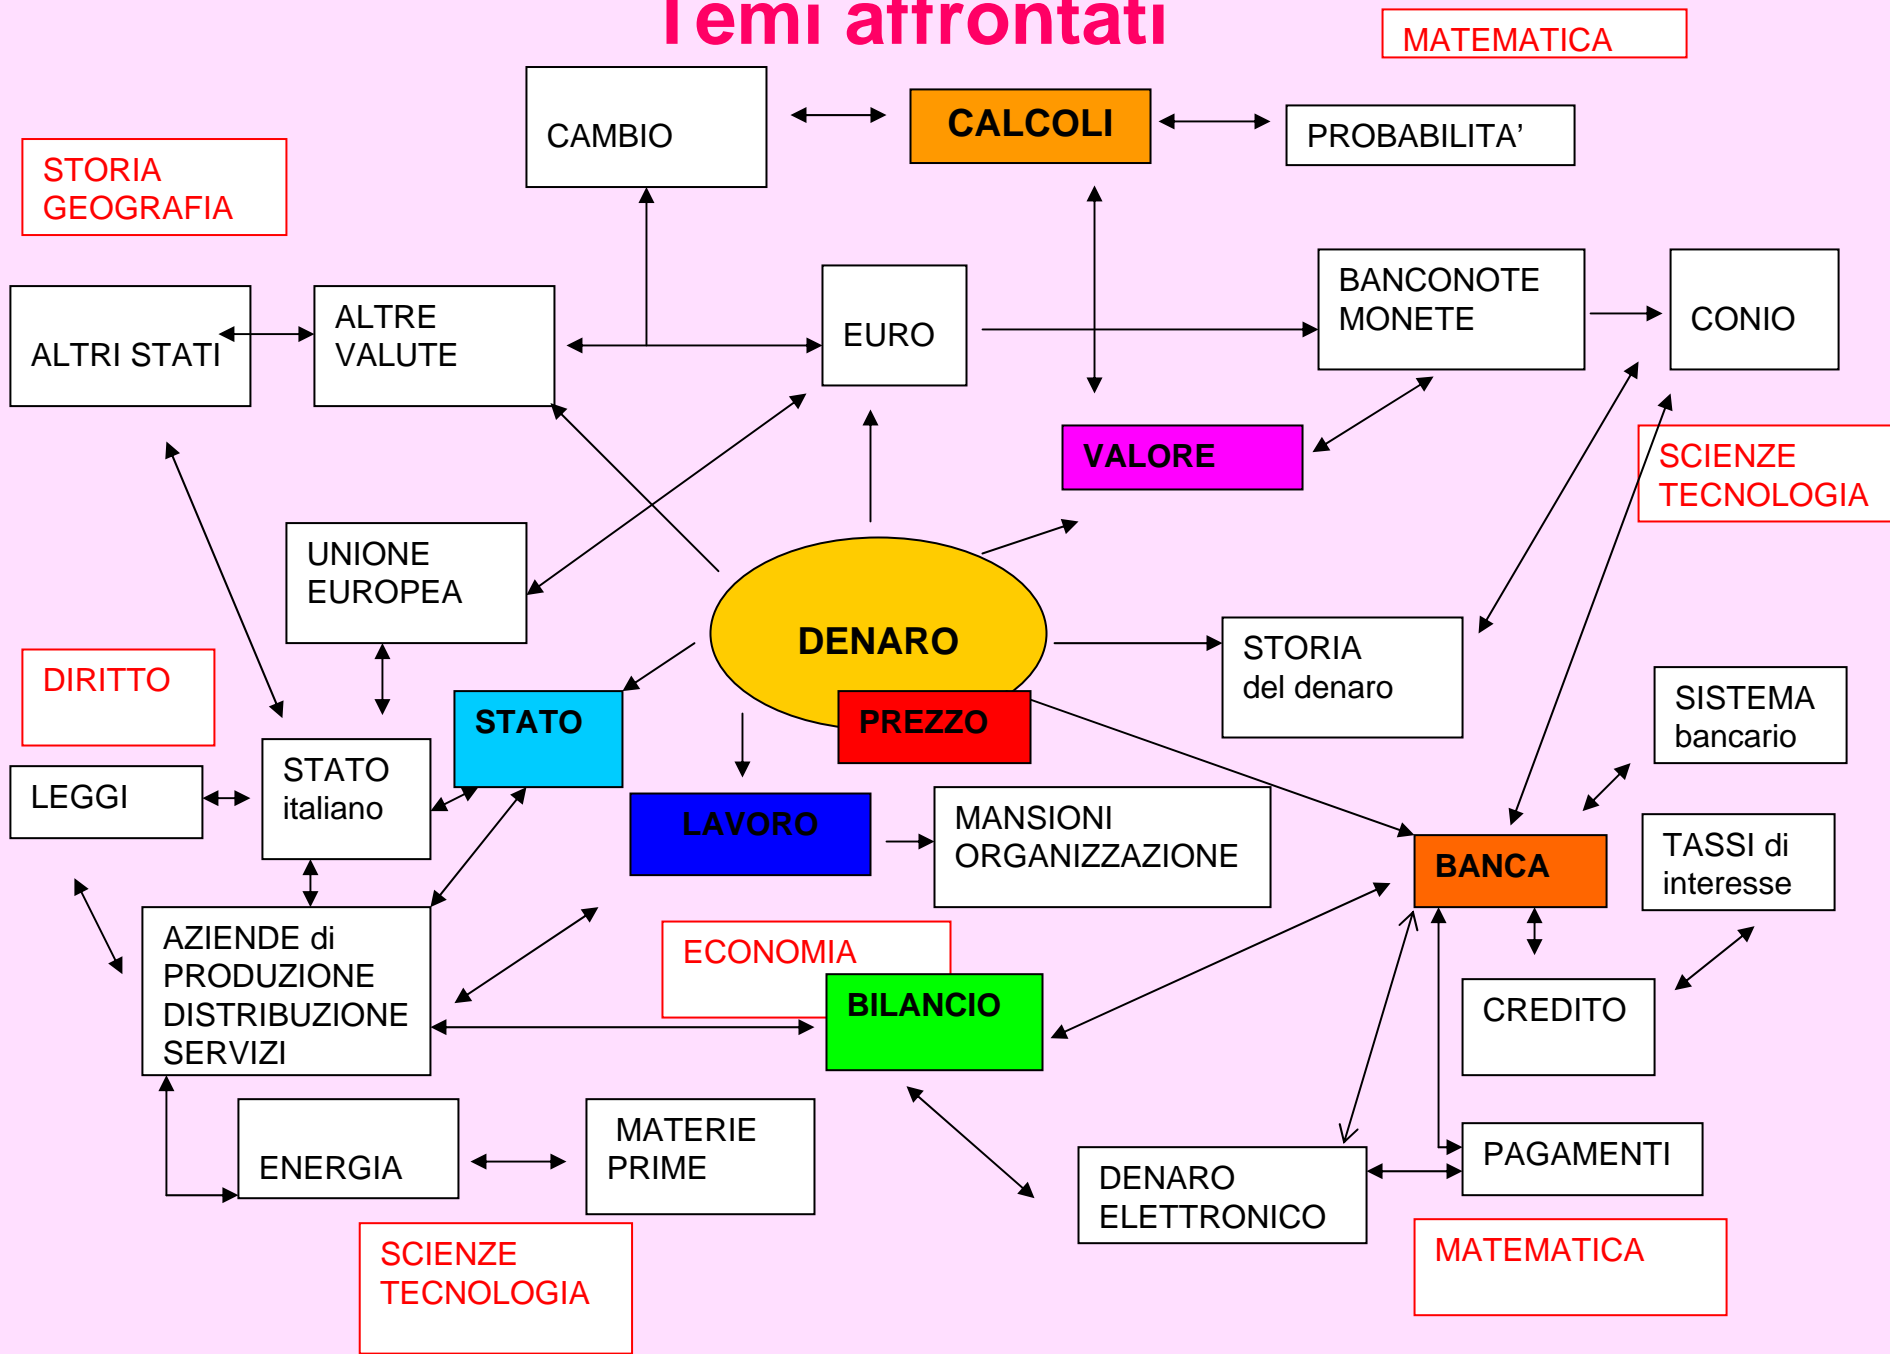 Temi affrontati
MATEMATICA
CAMBIO
CALCOLI
PROBABILITA’
STORIA
GEOGRAFIA
ALTRI STATI
ALTRE
VALUTE
EURO
BANCONOTE
MONETE
CONIO
VALORE
SCIENZE
TECNOLOGIA
UNIONE
EUROPEA
DENARO
STORIA
del denaro
DIRITTO
STATO
PREZZO
SISTEMA
bancario
LEGGI
STATO
italiano
LAVORO
MANSIONI
ORGANIZZAZIONE
BANCA
TASSI di
interesse
AZIENDE di
PRODUZIONE
DISTRIBUZIONE
SERVIZI
ECONOMIA
BILANCIO
CREDITO
ENERGIA
MATERIE
PRIME
DENARO
ELETTRONICO
PAGAMENTI
SCIENZE
TECNOLOGIA
MATEMATICA